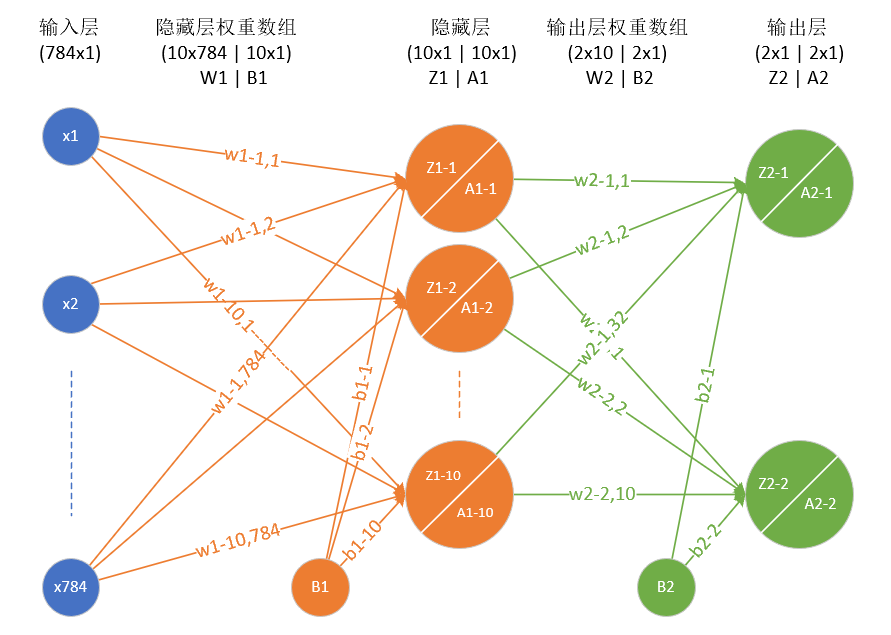 输入层
(784x1)
隐藏层权重数组
(10x784 | 10x1)
W1 | B1
隐藏层
(10x1 | 10x1)
Z1 | A1
输出层权重数组
(2x10 | 2x1)
W2 | B2
输出层
(2x1 | 2x1)
Z2 | A2
x1
x2
x784
w1-1,1
w1-1,2
w1-10,1
w1-1,784
w1-10,784
b1-1
b1-2
b1-10
B1
Z1-1
A1-1
Z1-2
A1-2
Z1-10
A1-10
w2-1,1
w2-1,2
w2-1,32
w2-2,2
w2-2,10
b2-1
b2-2
B2
Z2-1
A2-1
Z2-2
A2-2